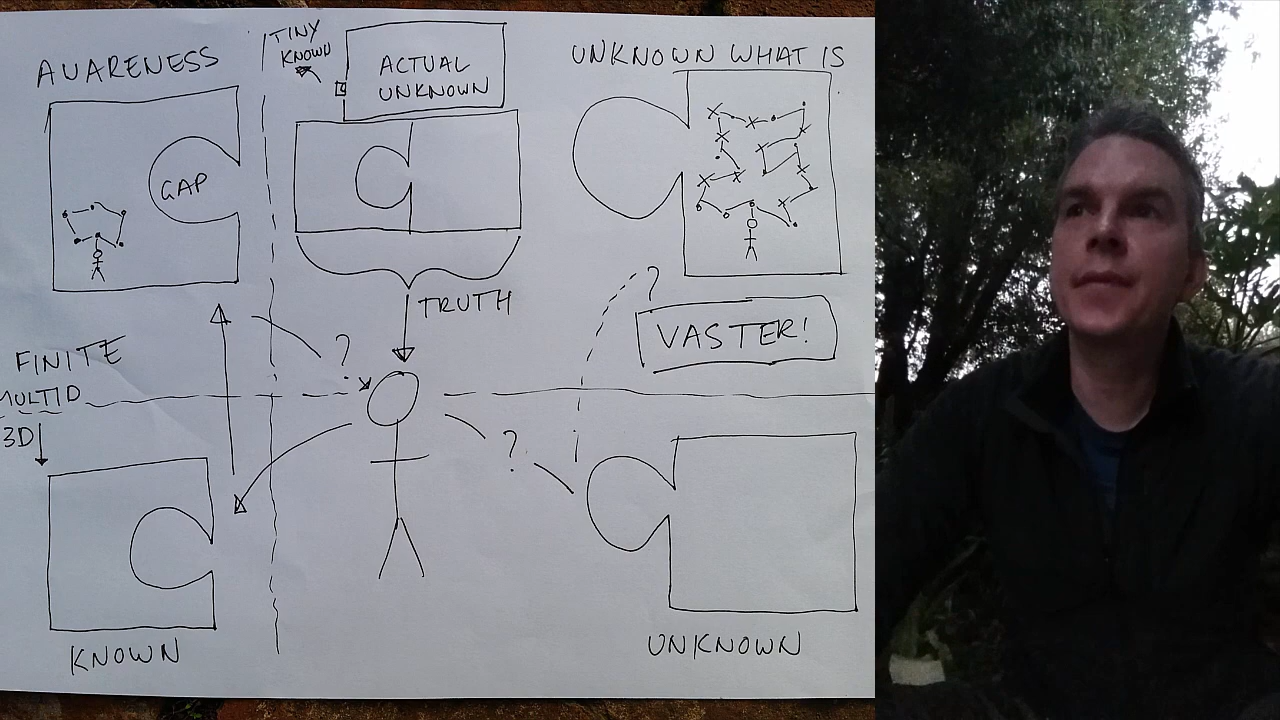 AWARENESS
TINY
KNOWN
ACTUAL
UNKNOWN
UNKNOWN WHAT IS
GAP
TRUTH
?
VASTER!
FINITE
MULTID
?
3D
?
KNOWN
UNKNOWN